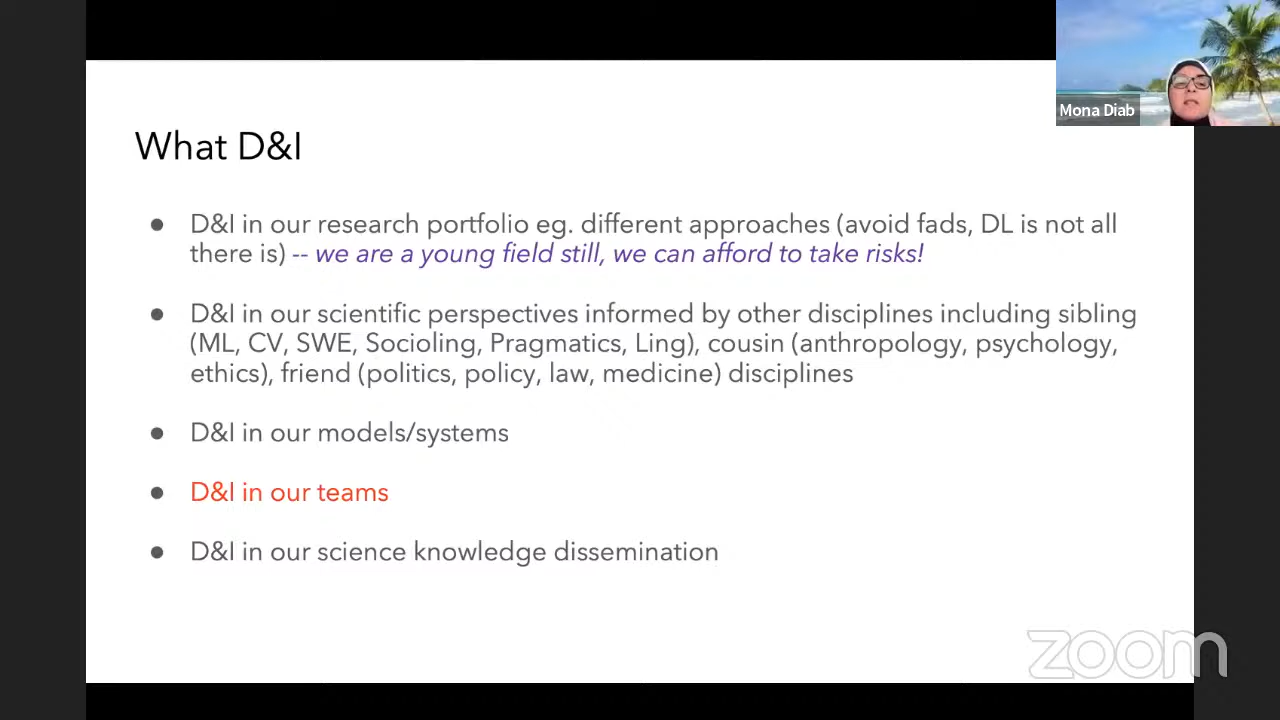 Mona Diab
What D&I
● D&I in our research portfolio eg. different approaches (avoid fads, DL is not all
there is) -- we are a young field still, we can afford to take risks!
● D&I in our scientific perspectives informed by other disciplines including sibling
(ML, CV, SWE, Socioling, Pragmatics, Ling), cousin (anthropology, psychology,
ethics), friend (politics, policy, law, medicine) disciplines
● D&I in our models/systems
● D&I in our teams
● D&I in our science knowledge dissemination
zoom